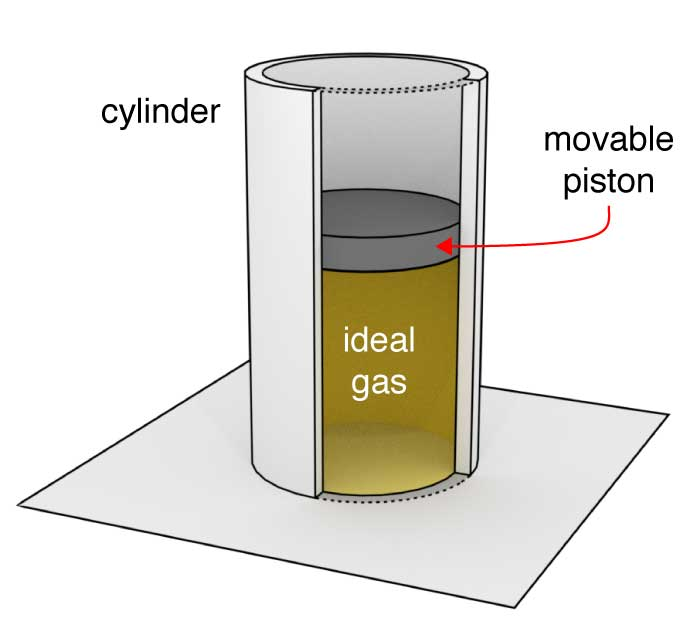 cylinder
movable
piston
ideal
gas